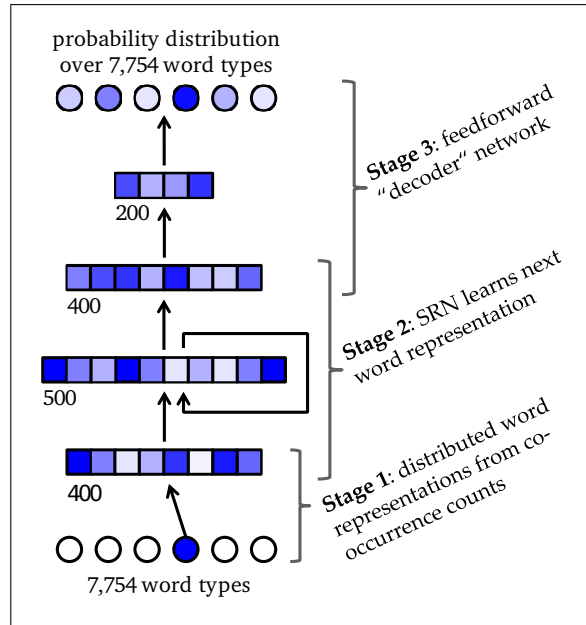 probability distribution
over 7,754 word types
Stage 3: feedforward
“decoder“ network
200
400
Stage 2: SRN learns next
word representation
500
400
Stage 1: distributed word
representations from co-
occurrence counts
7,754 word types